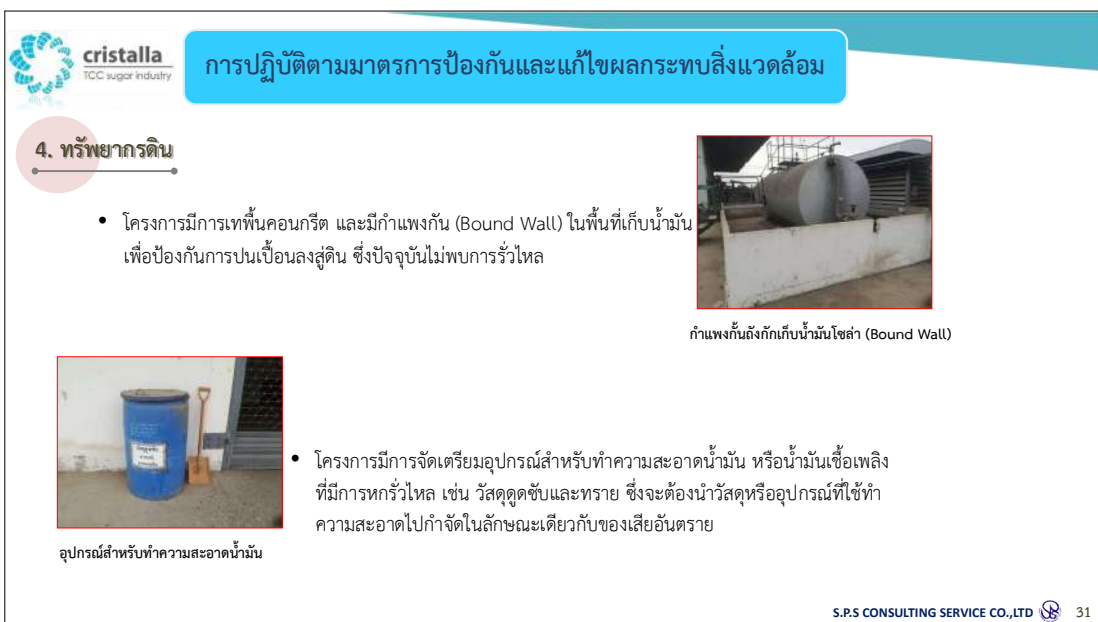 cristalla
TCC sugar industry
การปฏิบัติตามมาตรการป้องกันและแก้ไขผลกระทบสิ่งแวดล้อม
4. ทรัพยากรดิน
• โครงการมีการเทพื้นคอนกรีต และมีกำแพงกัน (Bound Wall) ในพื้นที่เก็บน้ำมัน
เพื่อป้องกันการปนเปื้อนลงสู่ดิน ซึ่งปัจจุบันไม่พบการรั่วไหล
กำแพงกั้นถังกักเก็บน้ำมันโซล่า (Bound Wall)
• โครงการมีการจัดเตรียมอุปกรณ์สำหรับทำความสะอาดน้ำมัน หรือน้ำมันเชื้อเพลิง
ที่มีการหกรั่วไหล เช่น วัสดุดูดซับและทราย ซึ่งจะต้องนำวัสดุหรืออุปกรณ์ที่ใช้ทำ
ความสะอาดไปกำจัดในลักษณะเดียวกับของเสียอันตราย
อุปกรณ์สำหรับทำความสะอาดน้ำมัน
S.P.S CONSULTING SERVICE CO.,LTD
31